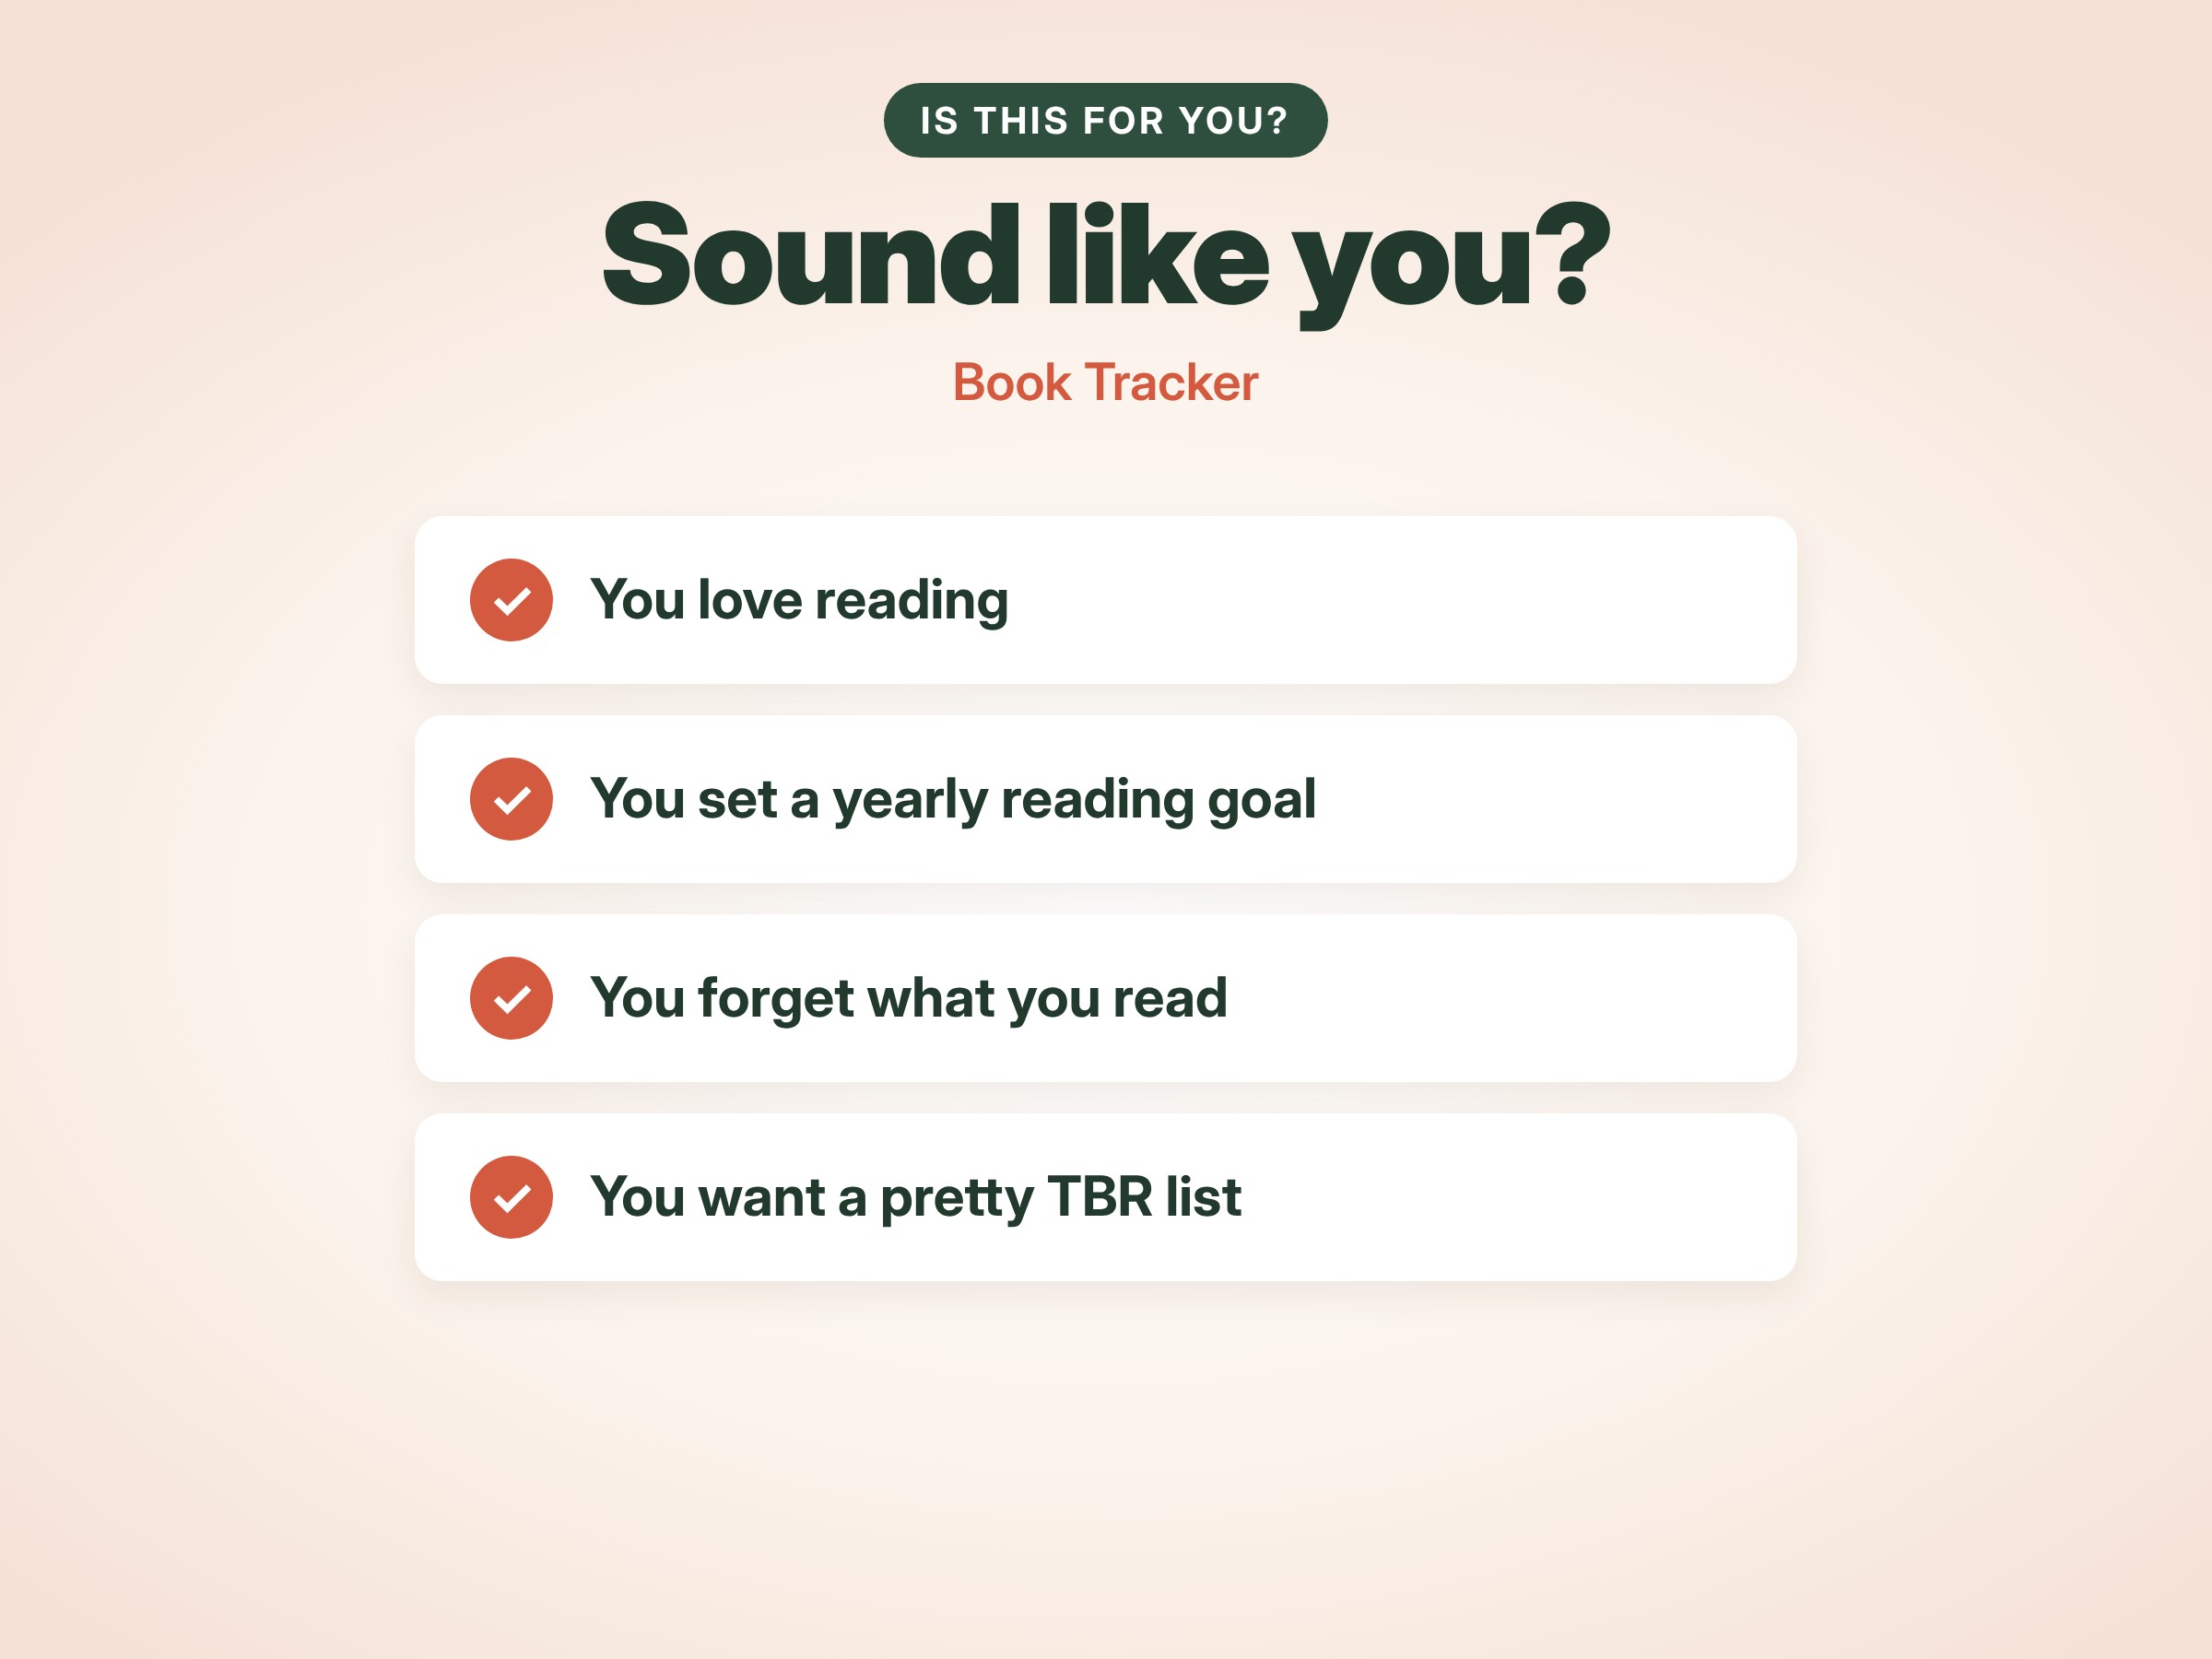 IS THIS FOR YOU?
Sound like you?
Book Tracker
You love reading
You set a yearly reading goal
You forget what you read
You want a pretty TBR list